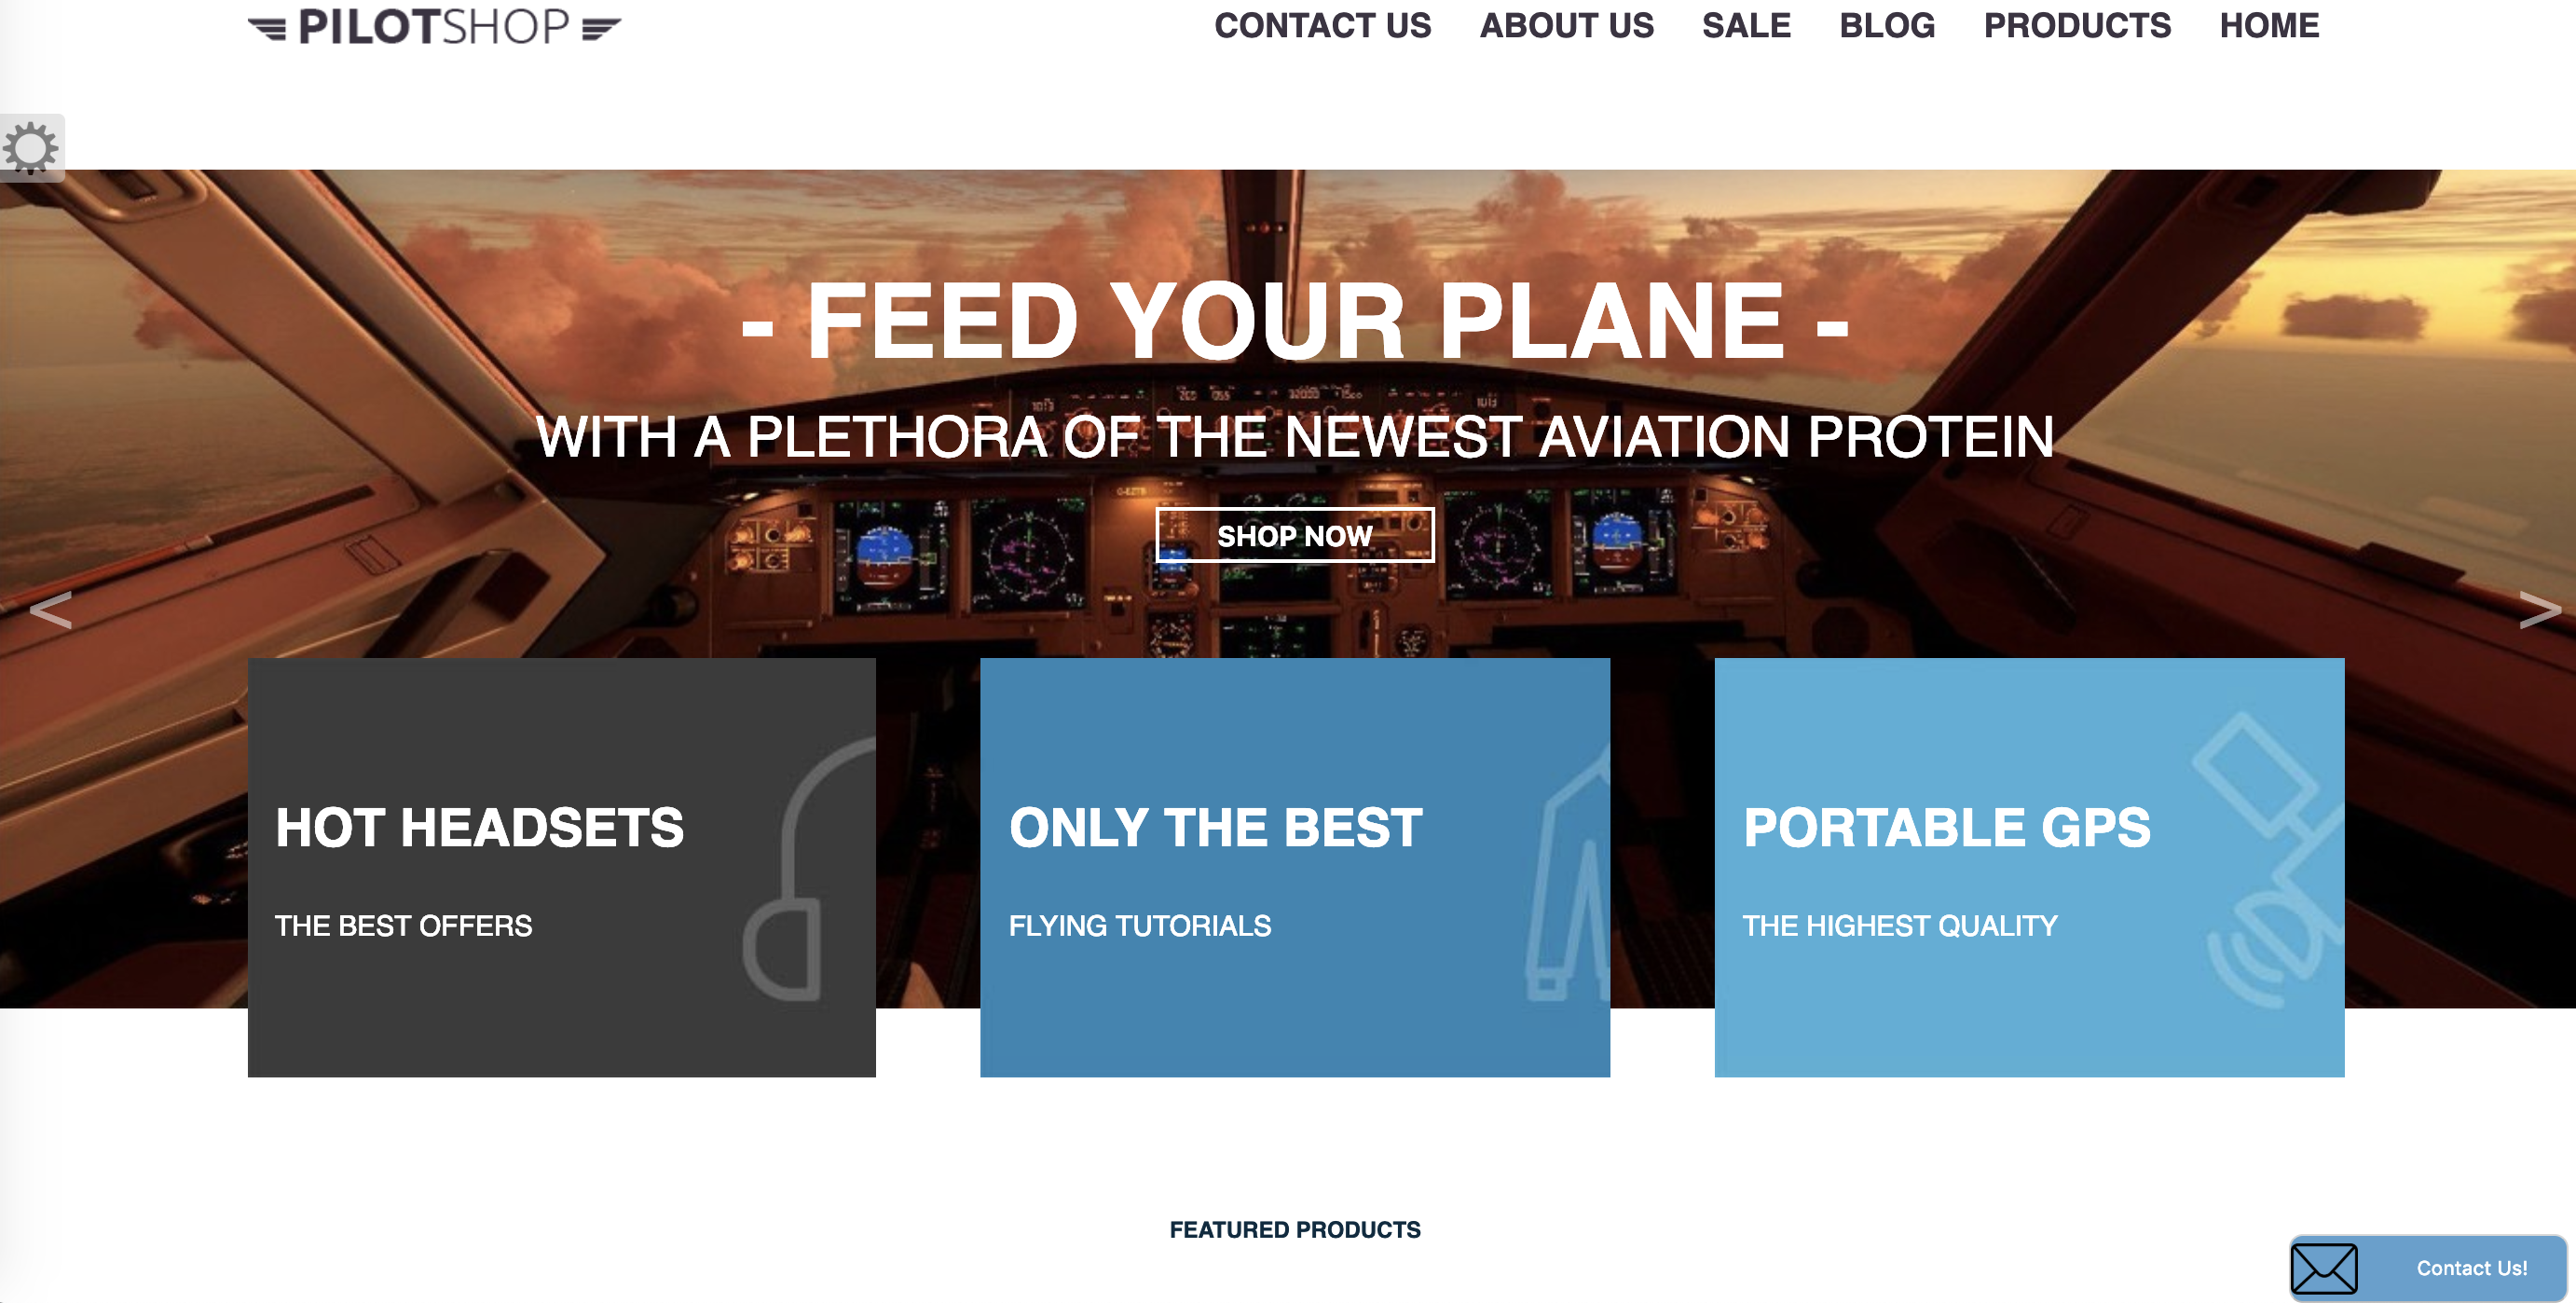 PILOTSHOP
CONTACT US ABOUT US SALE BLOG PRODUCTS HOME
- FEED YOUR PLANE -
WITH A PLETHORA OF THE NEWEST AVIATION PROTEIN
SHOP NOW
< >
HOT HEADSETS
THE BEST OFFERS
ONLY THE BEST
FLYING TUTORIALS
PORTABLE GPS
THE HIGHEST QUALITY
FEATURED PRODUCTS
Contact Us!